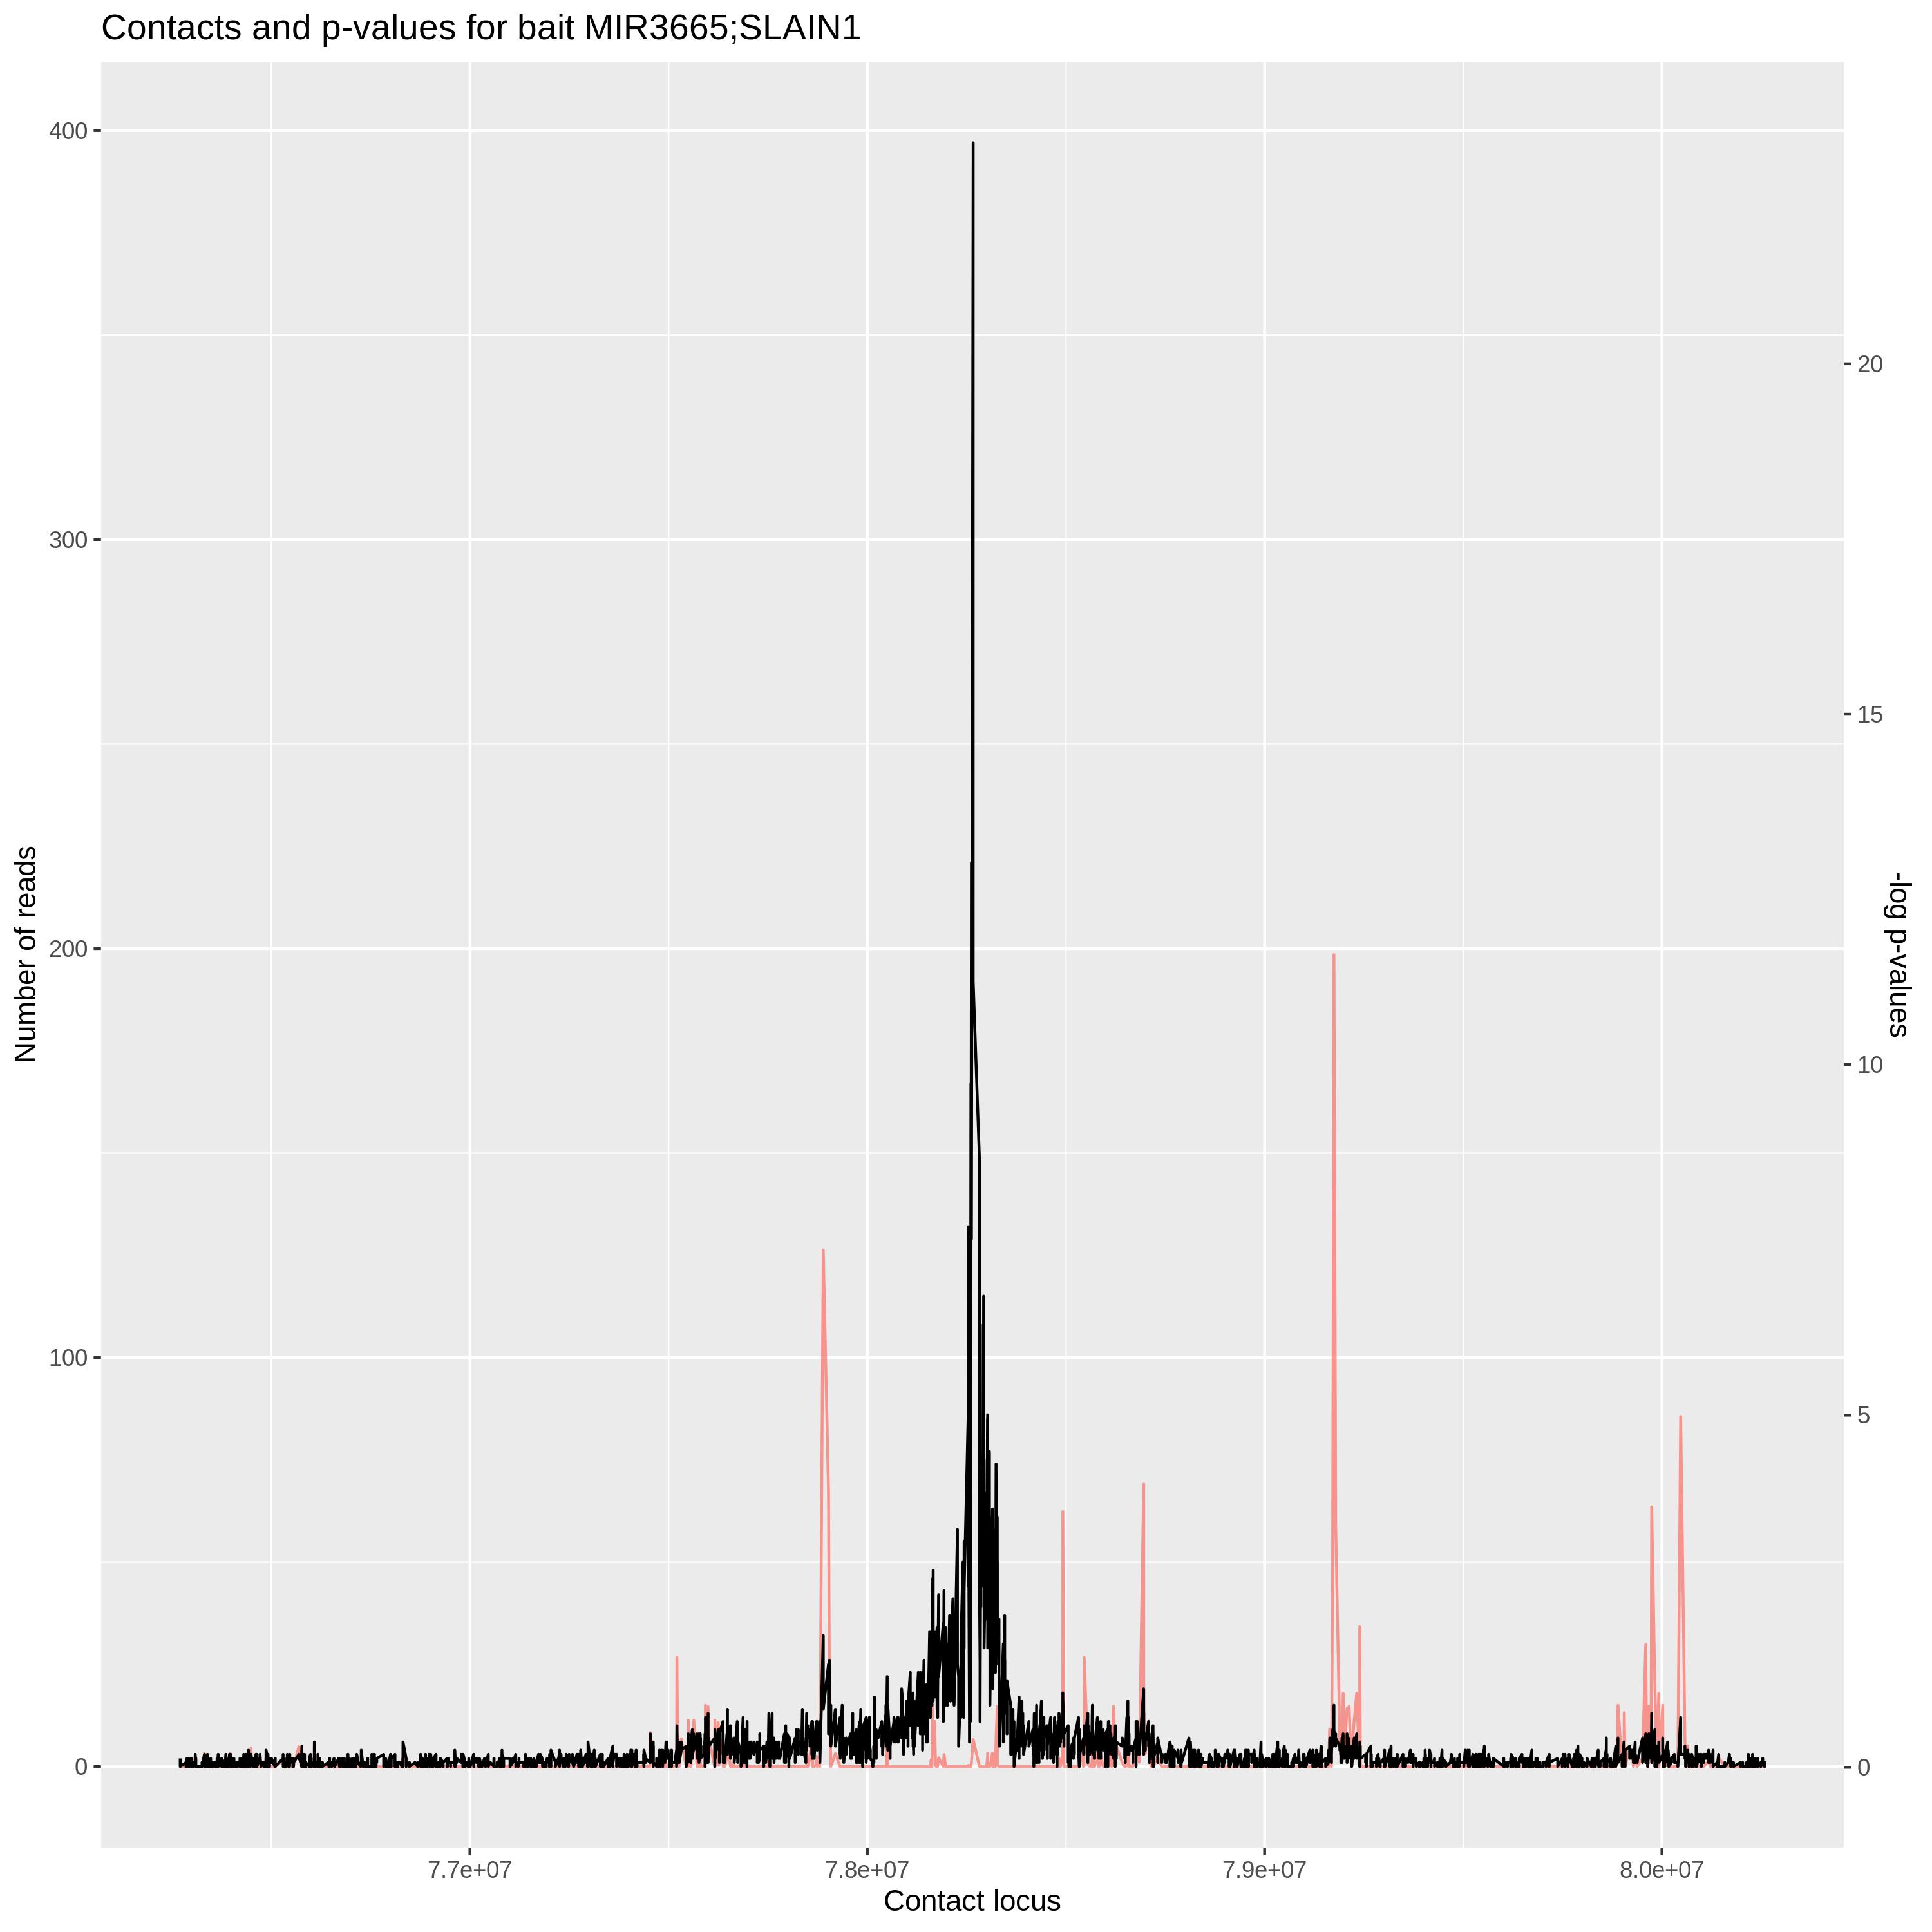 Contacts and p-values for bait MIR3665;SLAIN1
400
300
200
100
0
Number of reads
20
15
10
5
0
-log p-values
7.7e+07
7.8e+07
7.9e+07
8.0e+07
Contact locus